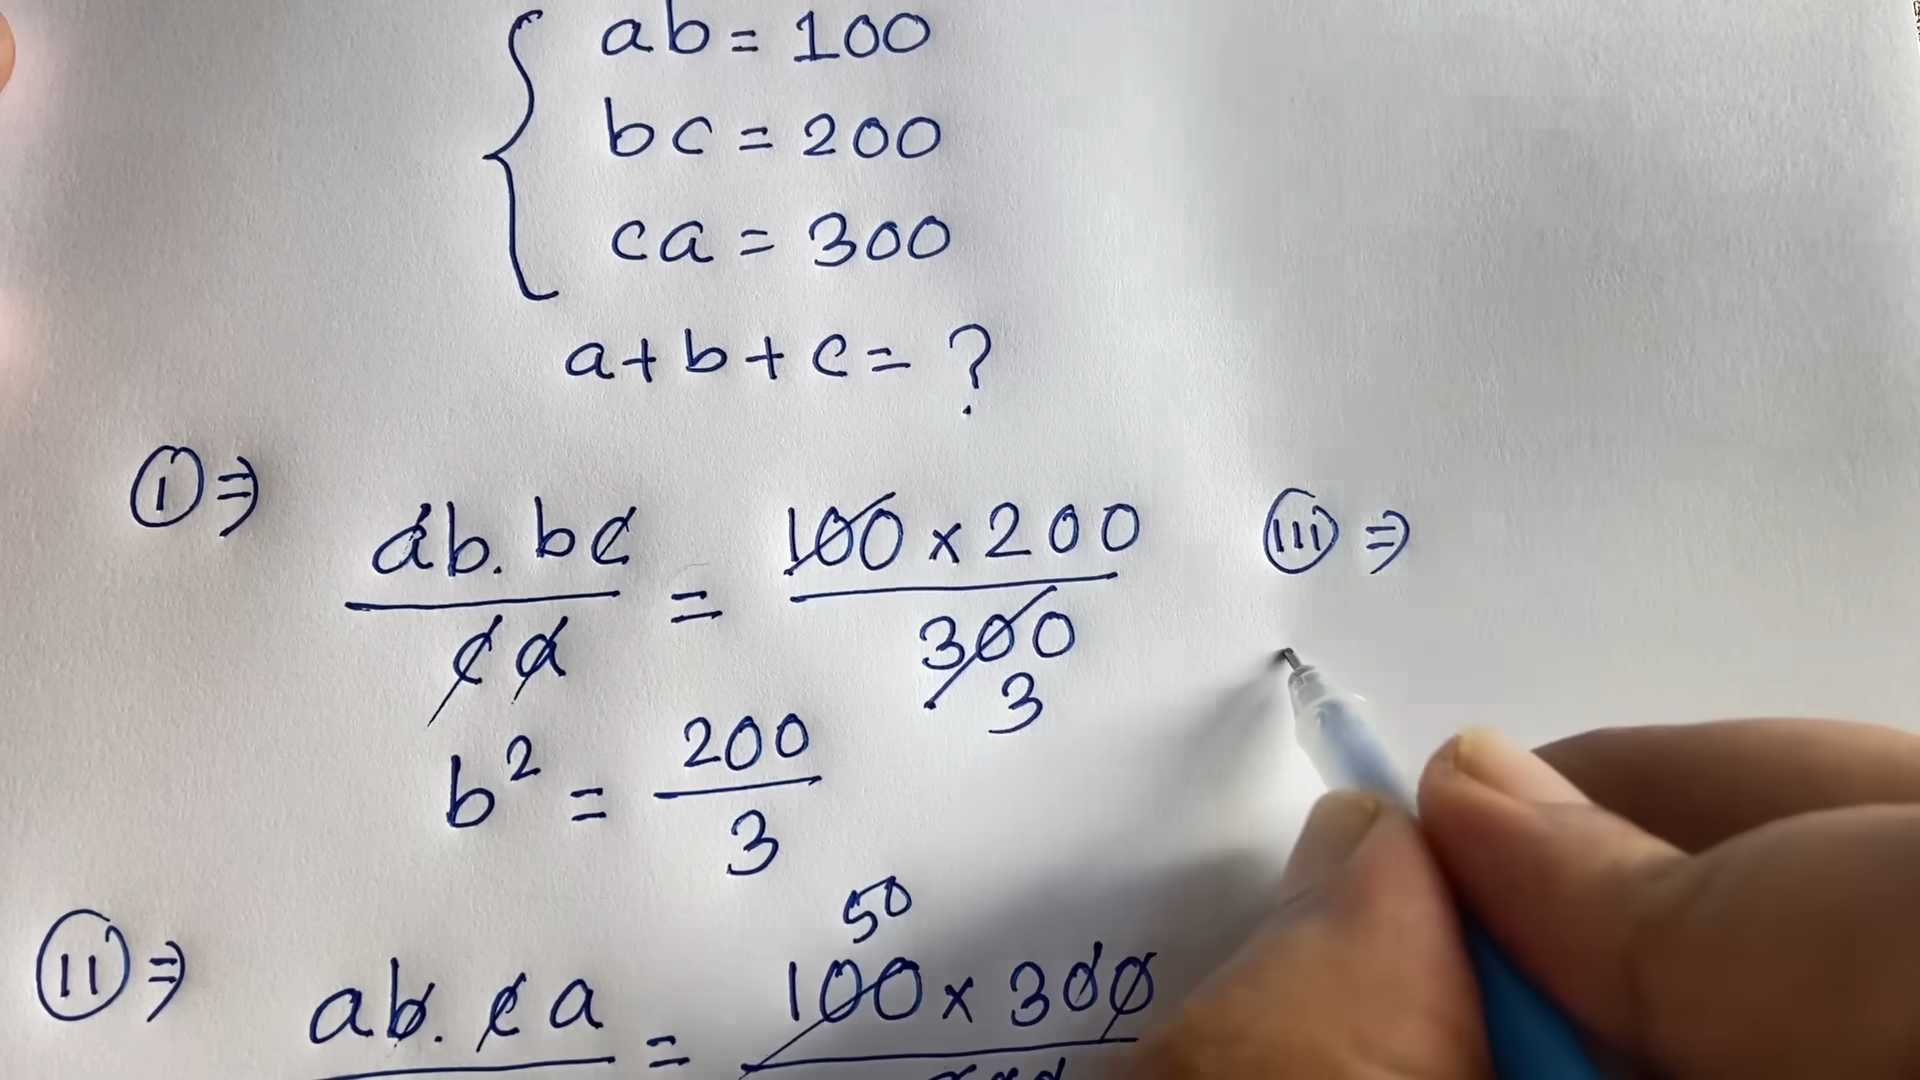 ab = 100
bc = 200
ca = 300
a+b+c = ?
(I) ⇒
ab. bc / ca = 100 x 200 / 300
3
b² = 200 / 3
(II) ⇒
50
ab. ca = 100 x 300
(III) ⇒